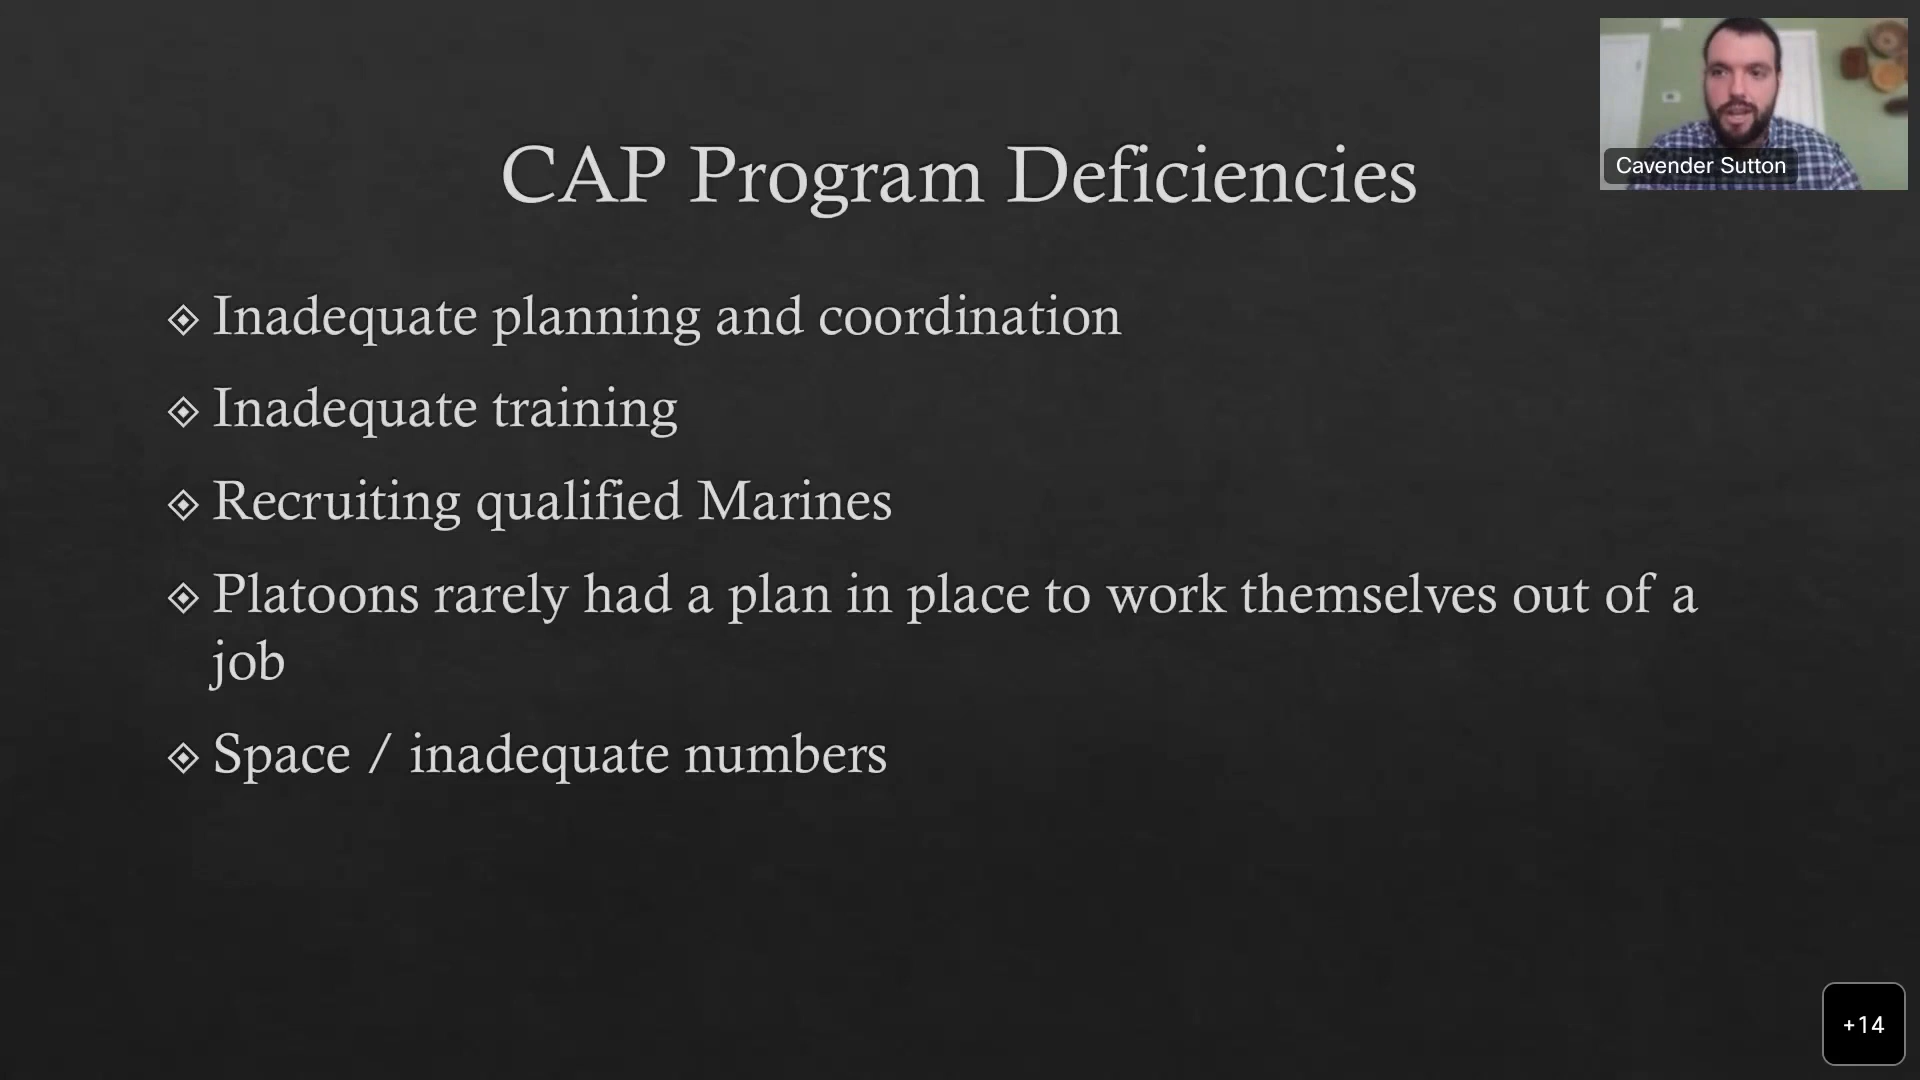 CAP Program Deficiencies
Cavender Sutton
Inadequate planning and coordination
Inadequate training
Recruiting qualified Marines
Platoons rarely had a plan in place to work themselves out of a
job
Space / inadequate numbers
+14